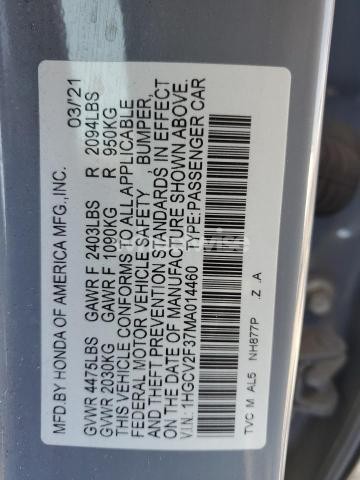 MFD.BY HONDA OF AMERICA MFG.,INC. 03/'21
GVWR 4475LBS GAWR F 2403LBS R 2094LBS
GVWR 2030KG GAWR F 1090KG R 950KG
THIS VEHICLE CONFORMS TO ALL APPLICABLE
FEDERAL MOTOR VEHICLE SAFETY, BUMPER,
AND THEFT PREVENTION STANDARDS IN EFFECT
ON THE DATE OF MANUFACTURE SHOWN ABOVE.
V.I.N.: 1HGCV2F37MA014460 TYPE:PASSENGER CAR
TVC M AL5 NH877P Z .A